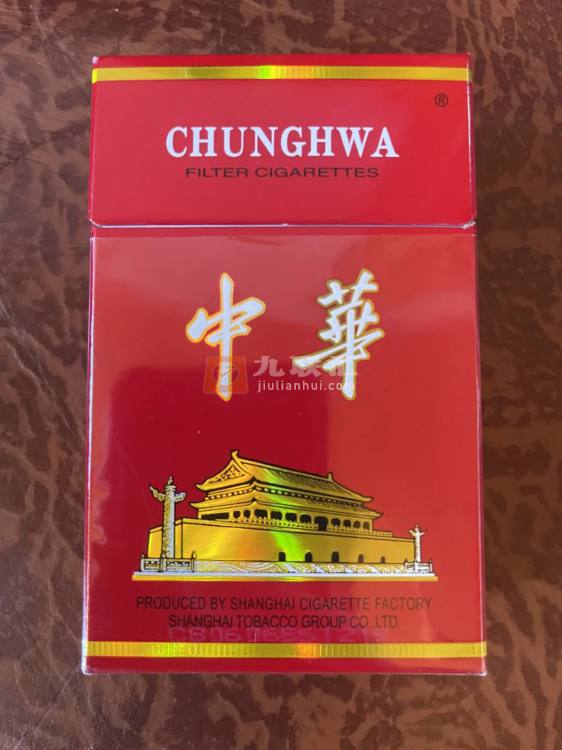 ®
CHUNGHWA
FILTER CIGARETTES
中華
九联汇
jiulianhui.com
PRODUCED BY SHANGHAI CIGARETTE FACTORY
SHANGHAI TOBACCO GROUP CO., LTD.